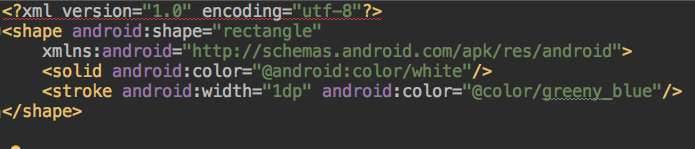 <?xml version="1.0" encoding="utf-8"?>
<shape android:shape="rectangle"
    xmlns:android="http://schemas.android.com/apk/res/android">
    <solid android:color="@android:color/white"/>
    <stroke android:width="1dp" android:color="@color/greeny_blue"/>
</shape>